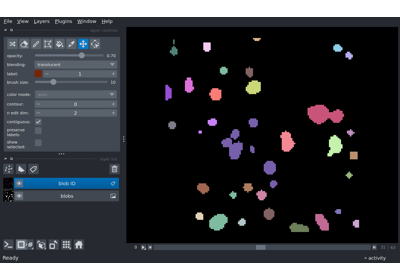 File View Layers Plugins Window Help
opacity: 0.70
blending: translucent
label: 1
brush size: 10
color mode:
contour: 0
n edit dim: 2
contiguous:
preserve labels:
show selected:
blob ID
blobs
Ready
activity